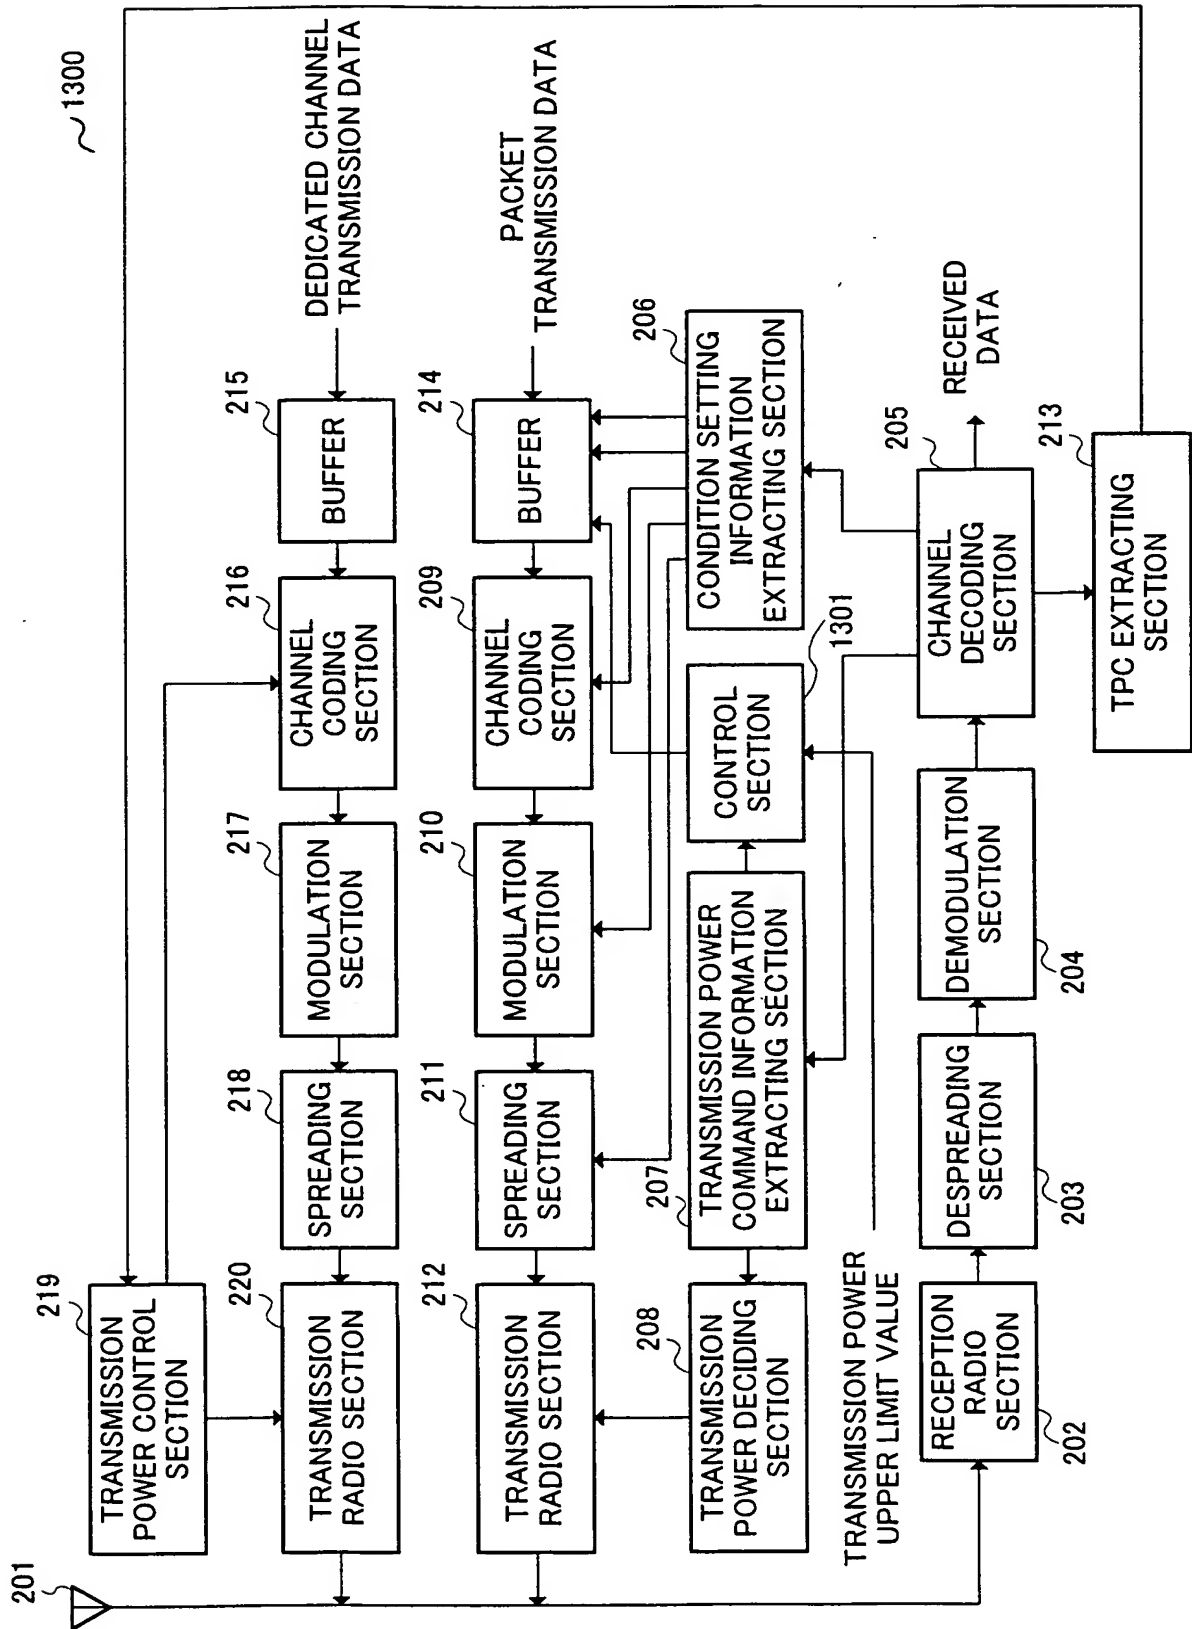 1300
201
219
TRANSMISSION
POWER CONTROL
SECTION
220
TRANSMISSION
RADIO SECTION
218
SPREADING
SECTION
217
MODULATION
SECTION
216
CHANNEL
CODING
SECTION
215
BUFFER
DEDICATED CHANNEL
TRANSMISSION DATA
212
TRANSMISSION
RADIO SECTION
211
SPREADING
SECTION
210
MODULATION
SECTION
209
CHANNEL
CODING
SECTION
214
BUFFER
PACKET
TRANSMISSION DATA
208
TRANSMISSION
POWER DECIDING
SECTION
207
TRANSMISSION POWER
COMMAND INFORMATION
EXTRACTING SECTION
CONTROL
SECTION
1301
206
CONDITION SETTING
INFORMATION
EXTRACTING SECTION
TRANSMISSION POWER
UPPER LIMIT VALUE
RECEPTION
RADIO
SECTION
202
DESPREADING
SECTION
203
DEMODULATION
SECTION
204
205
CHANNEL
DECODING
SECTION
RECEIVED
DATA
213
TPC EXTRACTING
SECTION